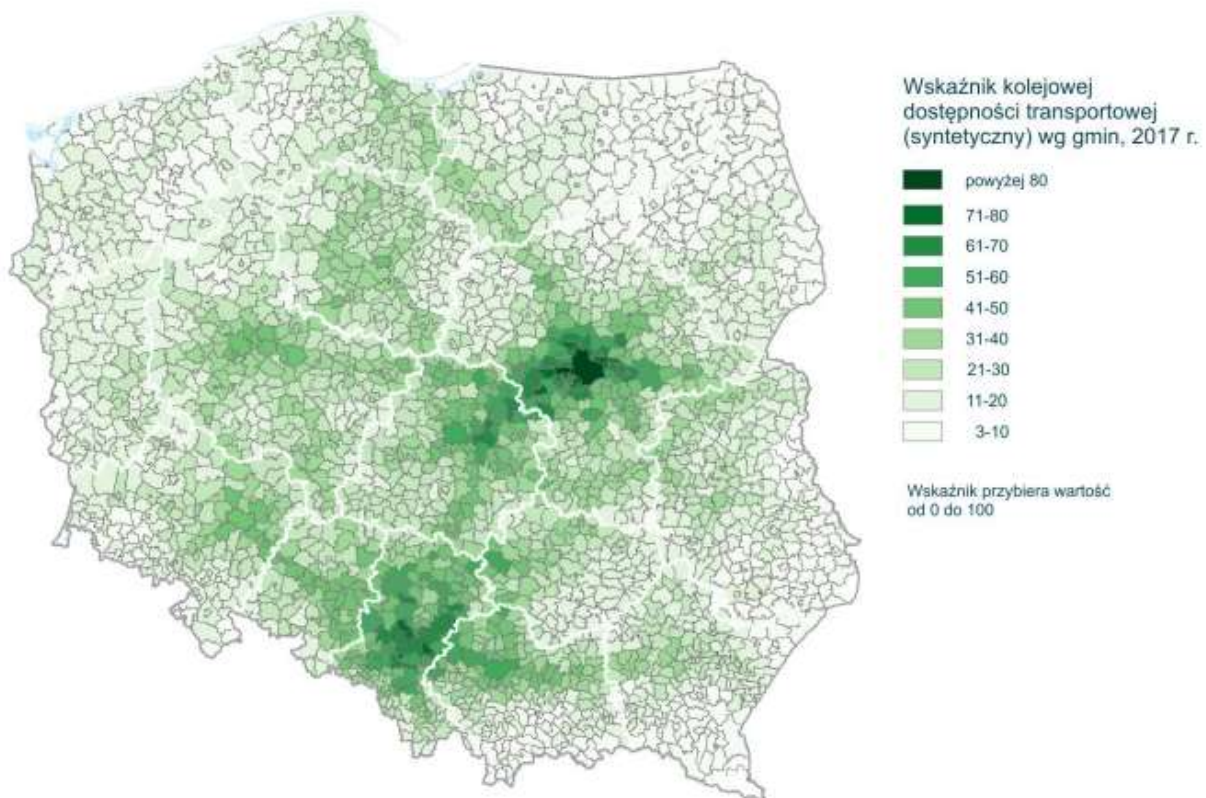 Wskaźnik kolejowej
dostępności transportowej
(syntetyczny) wg gmin, 2017 r.
powyżej 80
71-80
61-70
51-60
41-50
31-40
21-30
11-20
3-10
Wskaźnik przybiera wartość
od 0 do 100